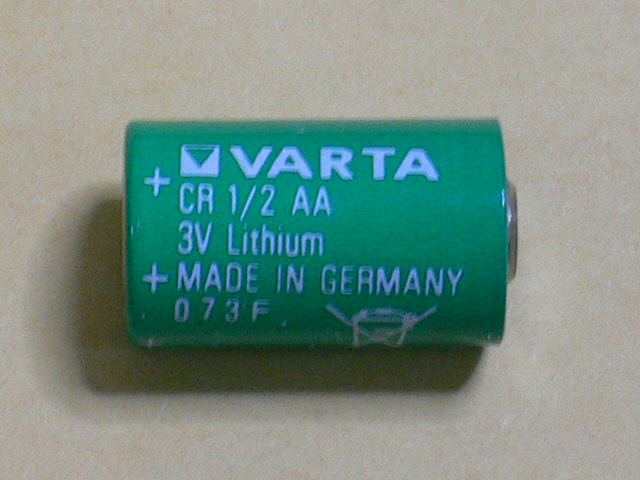 VARTA
+ CR 1/2 AA
3V Lithium
+ MADE IN GERMANY
073F